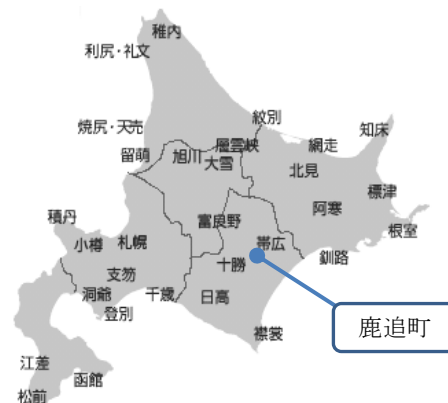 稚内
利尻・礼文
焼尻・天売
紋別
知床
留萌
旭川
層雲峡
大雪
網走
北見
標津
阿寒
根室
積丹
富良野
小樽
札幌
帯広
釧路
十勝
支笏
洞爺
千歳
日高
登別
鹿追町
襟裳
江差
函館
松前